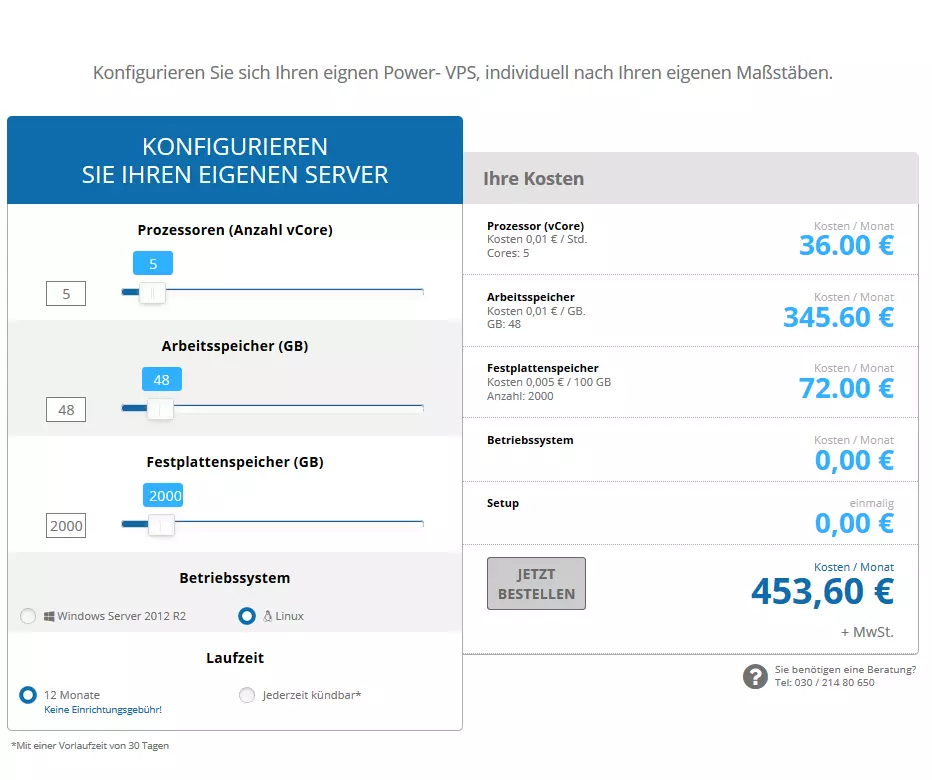 Konfigurieren Sie sich Ihren eignen Power- VPS, individuell nach Ihren eigenen Maßstäben.
KONFIGURIEREN
SIE IHREN EIGENEN SERVER
Prozessoren (Anzahl vCore)
5
5
Arbeitsspeicher (GB)
48
48
Festplattenspeicher (GB)
2000
2000
Betriebssystem
Windows Server 2012 R2
Linux
Laufzeit
12 Monate
Keine Einrichtungsgebühr!
Jederzeit kündbar*
*Mit einer Vorlaufzeit von 30 Tagen
Ihre Kosten
Prozessor (vCore)
Kosten 0,01 € / Std.
Cores: 5
Kosten / Monat
36.00 €
Arbeitsspeicher
Kosten 0,01 € / GB.
GB: 48
Kosten / Monat
345.60 €
Festplattenspeicher
Kosten 0,005 € / 100 GB
Anzahl: 2000
Kosten / Monat
72.00 €
Betriebssystem
Kosten / Monat
0,00 €
Setup
einmalig
0,00 €
JETZT
BESTELLEN
Kosten / Monat
453,60 €
+ MwSt.
?
Sie benötigen eine Beratung?
Tel: 030 / 214 80 650